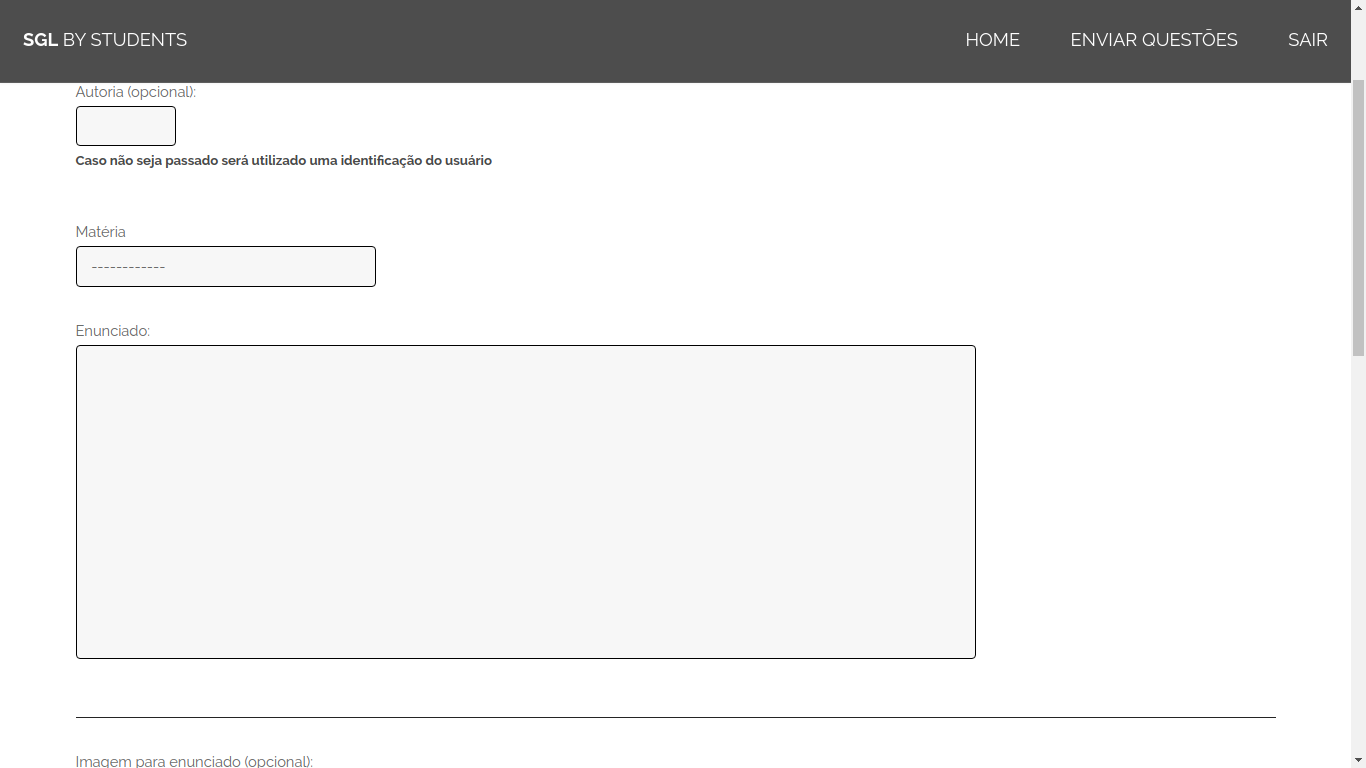 SGL BY STUDENTS HOME ENVIAR QUESTÕES SAIR
Autoria (opcional):
Caso não seja passado será utilizado uma identificação do usuário
Matéria
------------
Enunciado:
Imagem para enunciado (opcional):